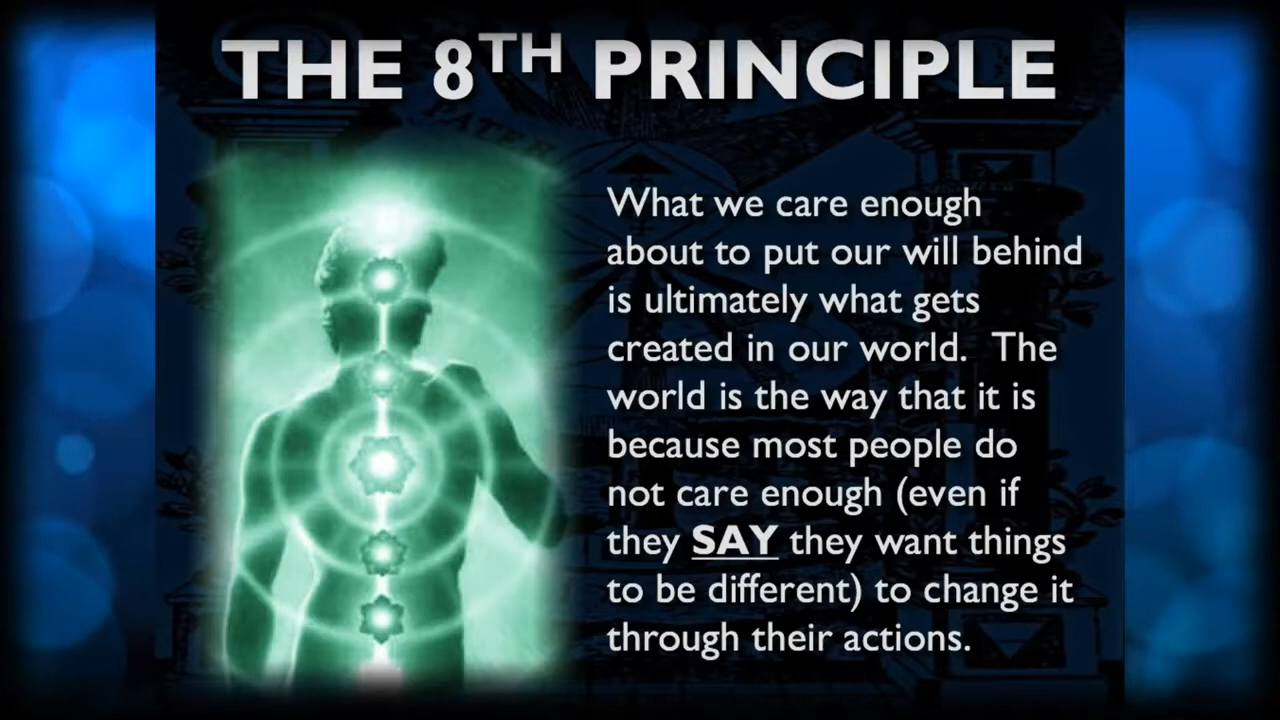 THE 8TH PRINCIPLE
What we care enough
about to put our will behind
is ultimately what gets
created in our world.  The
world is the way that it is
because most people do
not care enough (even if
they SAY they want things
to be different) to change it
through their actions.